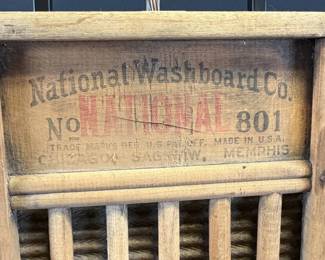 National Washboard Co.
No NATIONAL 801
TRADE MARKS REG. U.S. PAT. OFF. MADE IN U.S.A.
CHICAGO, SAGINAW, MEMPHIS